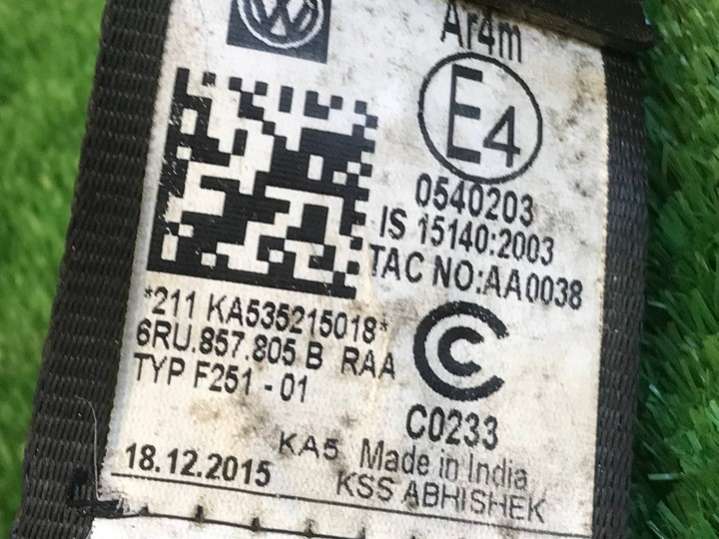 Ar4m
E4
0540203
IS 15140:2003
TAC NO:AA0038
*211 KA535215018*
6RU.857.805 B RAA
TYP F251-01
C0233
18.12.2015
KA5 Made in India
KSS ABHISHEK